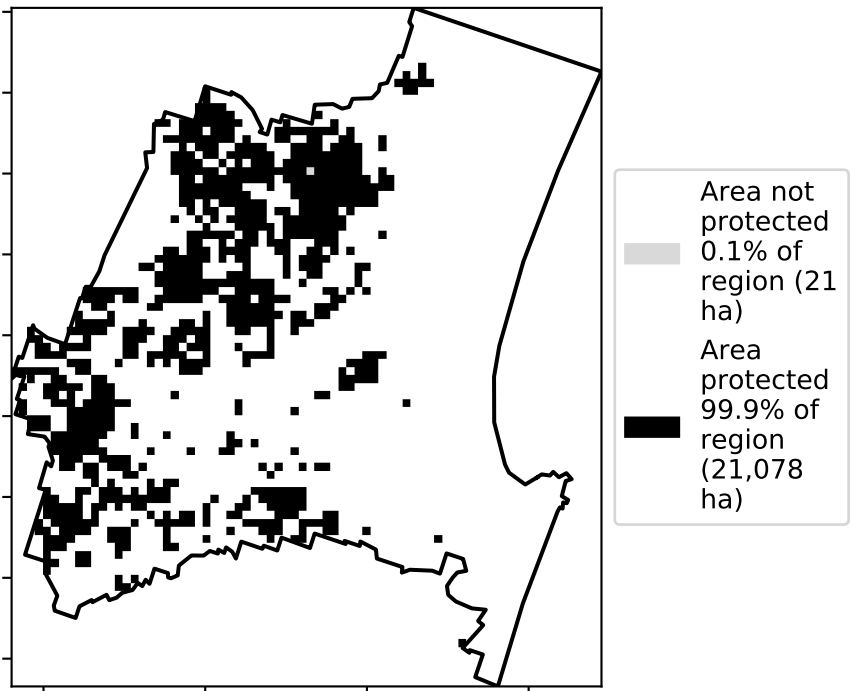 Area not
protected
0.1% of
region (21
ha)
Area
protected
99.9% of
region
(21,078
ha)